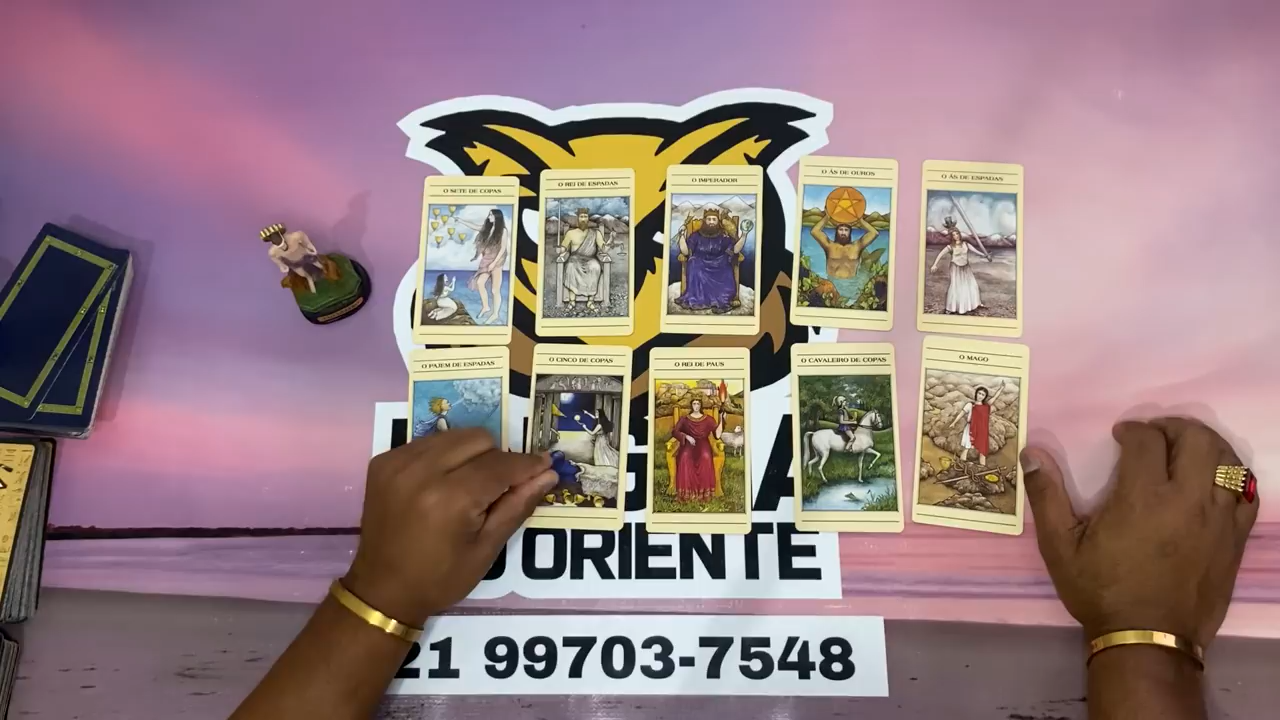 O SETE DE COPAS
O REI DE ESPADAS
O IMPERADOR
O ÁS DE OUROS
O ÁS DE ESPADAS
O PAJEM DE ESPADAS
O CINCO DE COPAS
O REI DE PAUS
O CAVALEIRO DE COPAS
O MAGO
ORIENTE
21 99703-7548